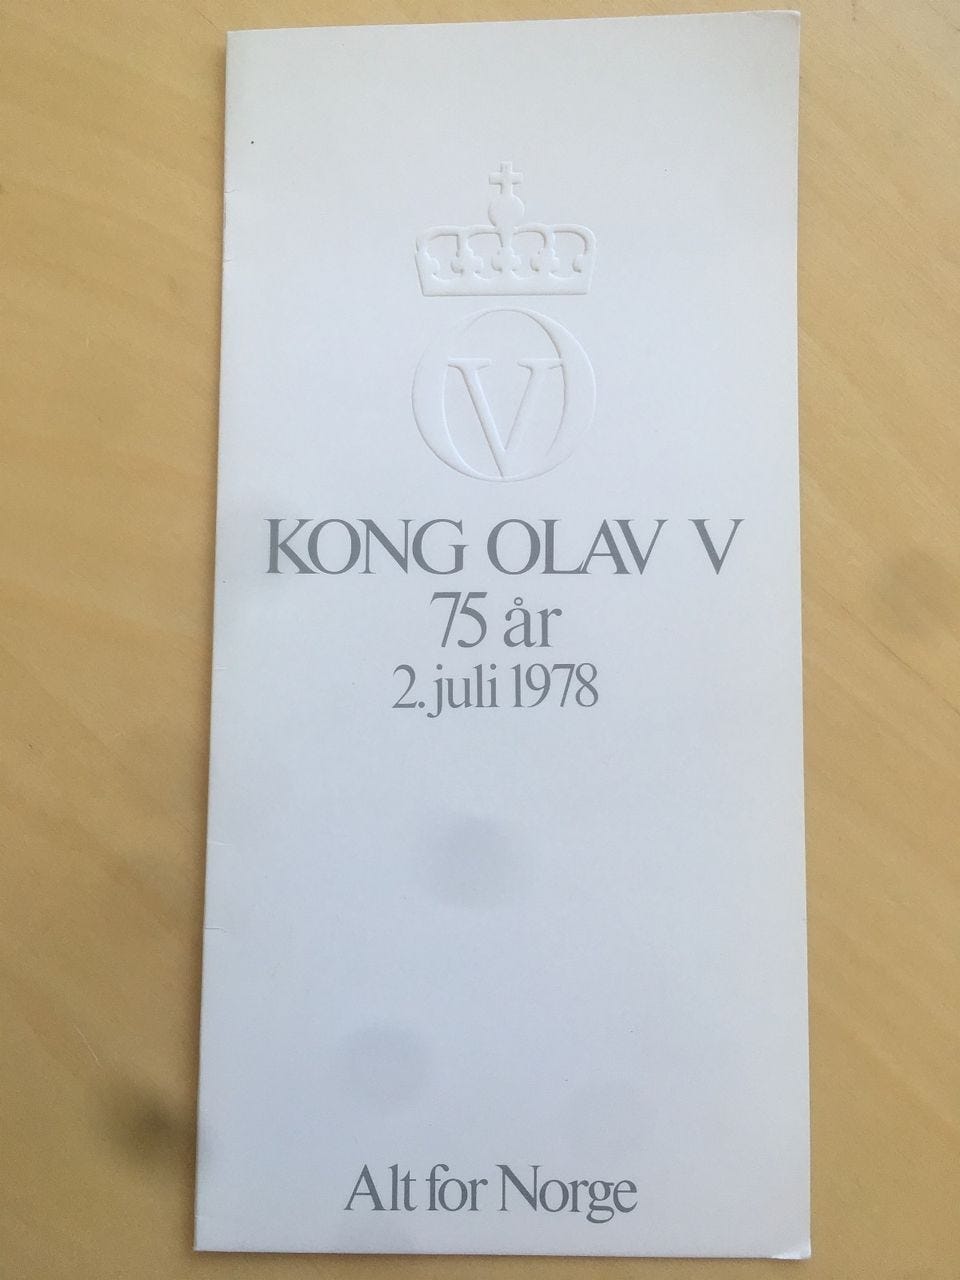 V
KONG OLAV V
75 år
2. juli 1978
Alt for Norge